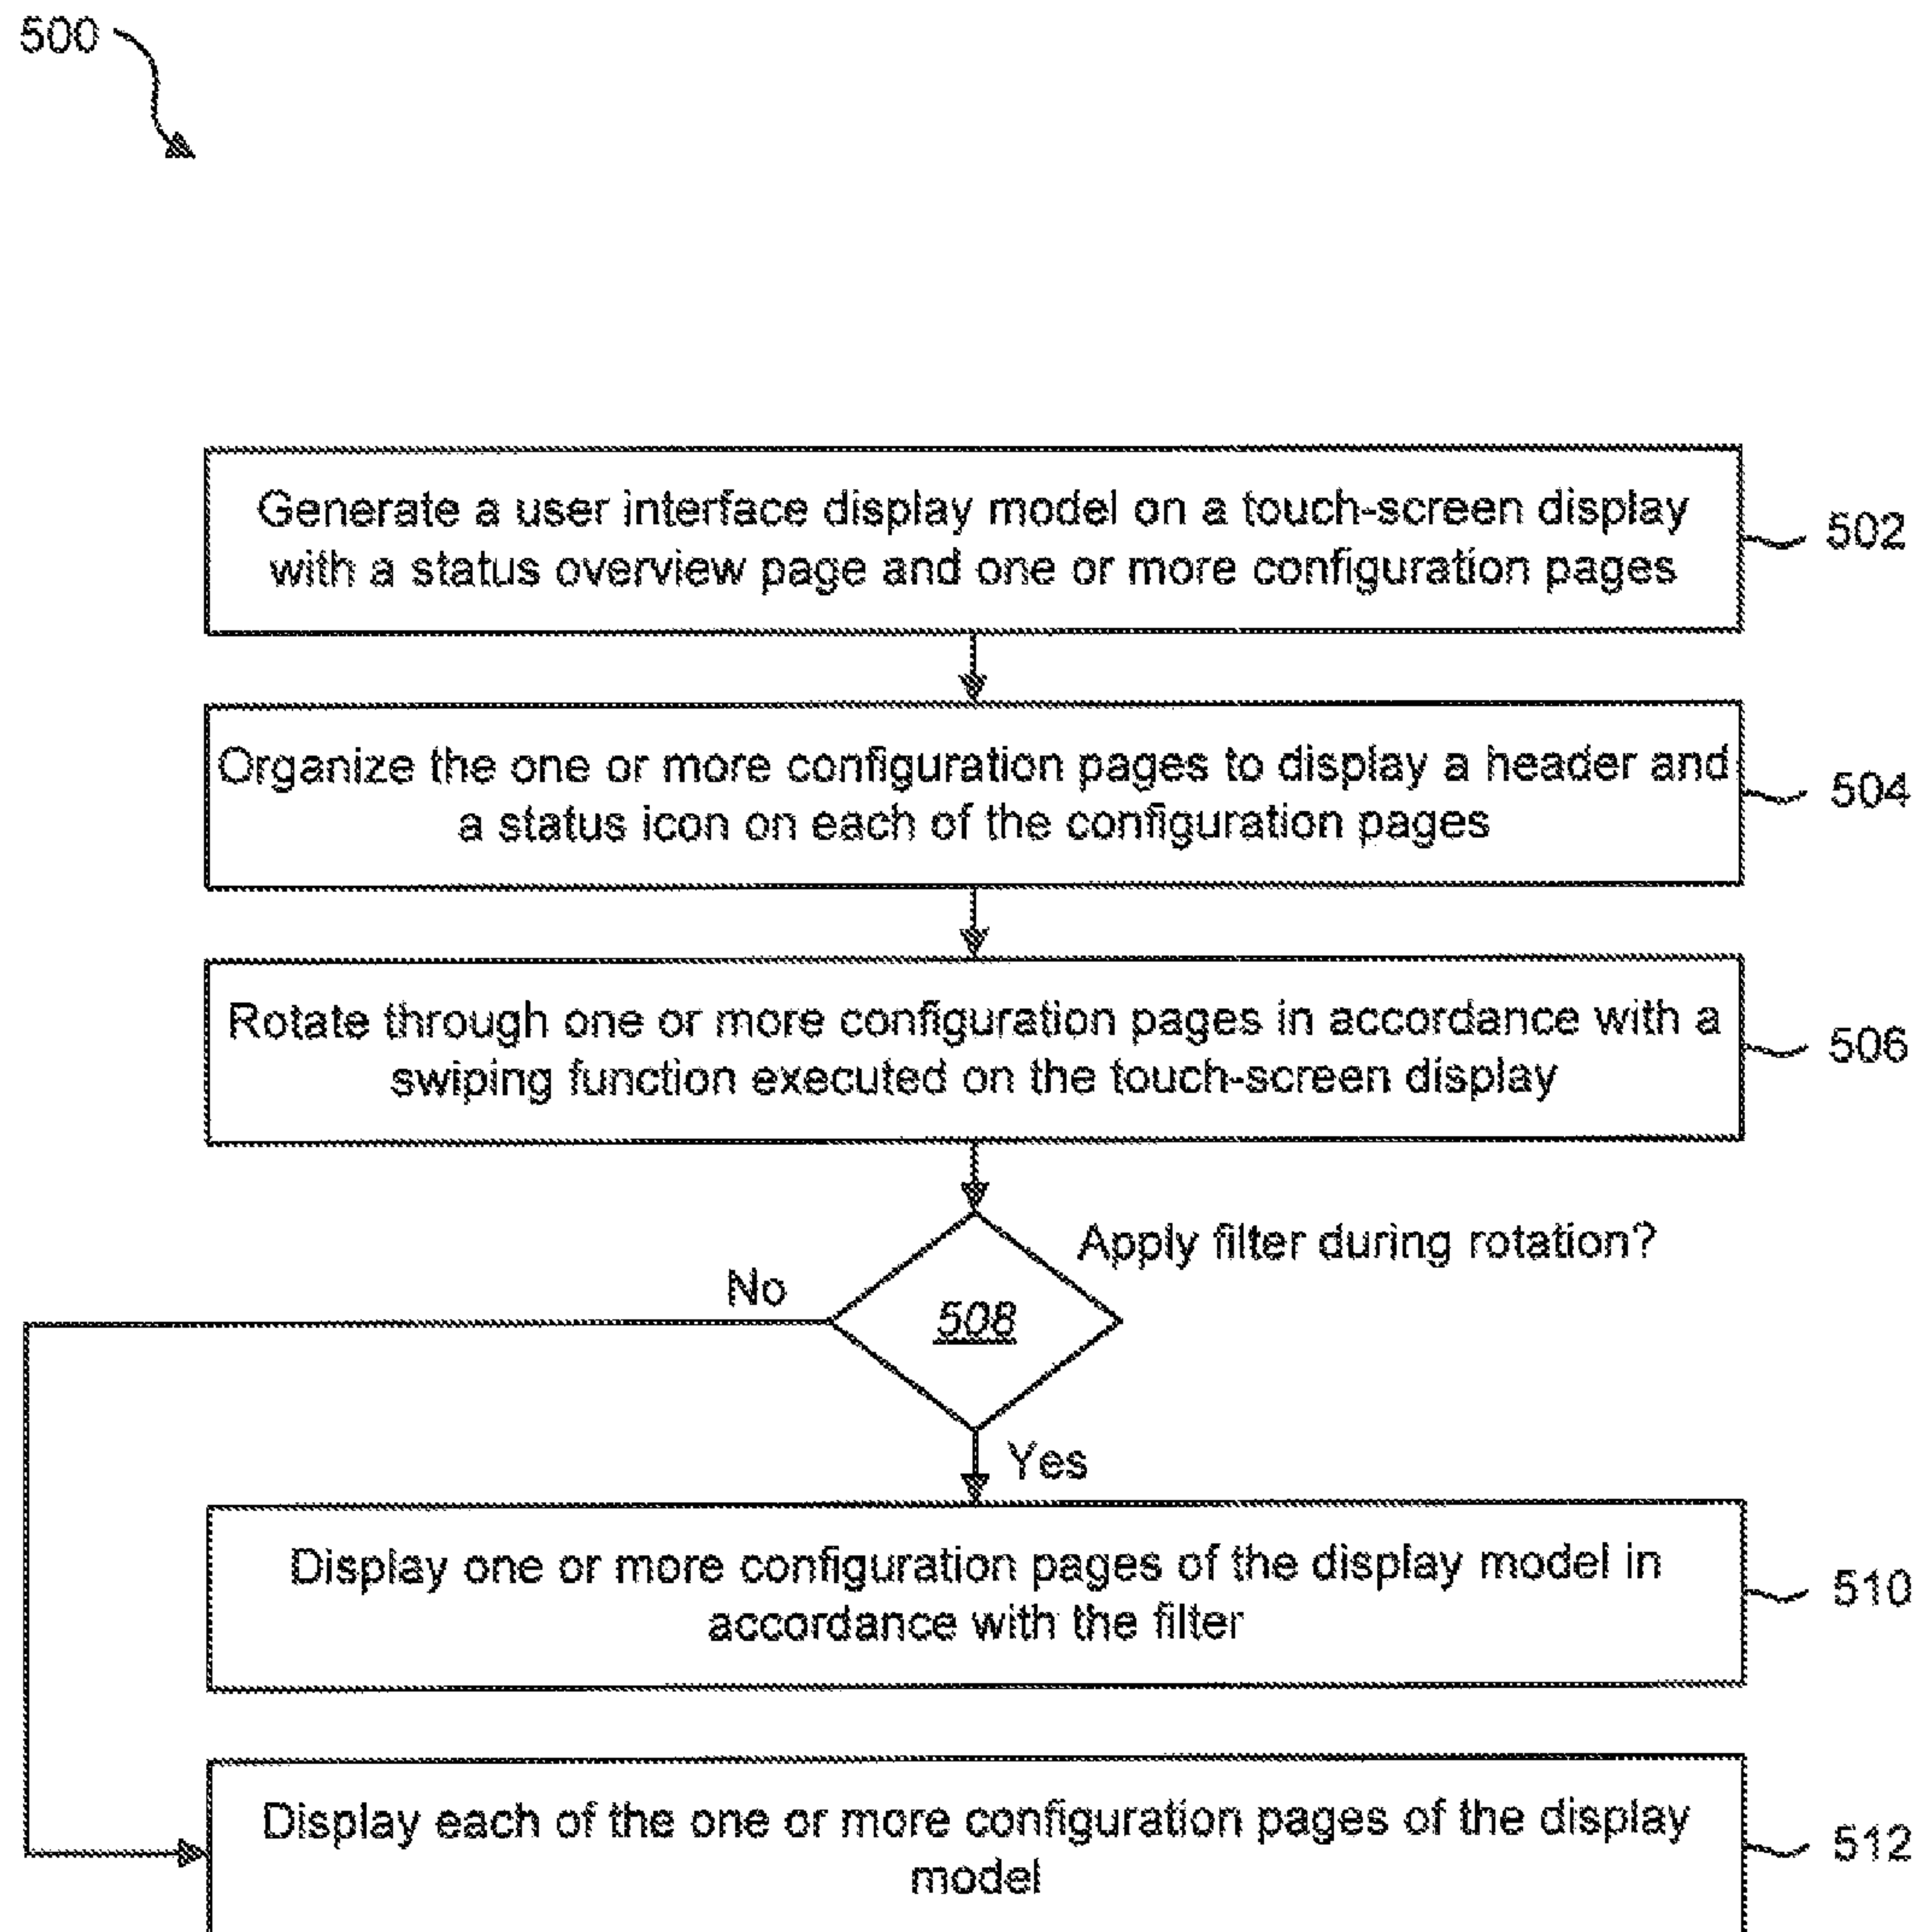 500
Generate a user interface display model on a touch-screen display
with a status overview page and one or more configuration pages
502
Organize the one or more configuration pages to display a header and
a status icon on each of the configuration pages
504
Rotate through one or more configuration pages in accordance with a
swiping function executed on the touch-screen display
506
Apply filter during rotation?
No
508
Yes
Display one or more configuration pages of the display model in
accordance with the filter
510
Display each of the one or more configuration pages of the display
model
512